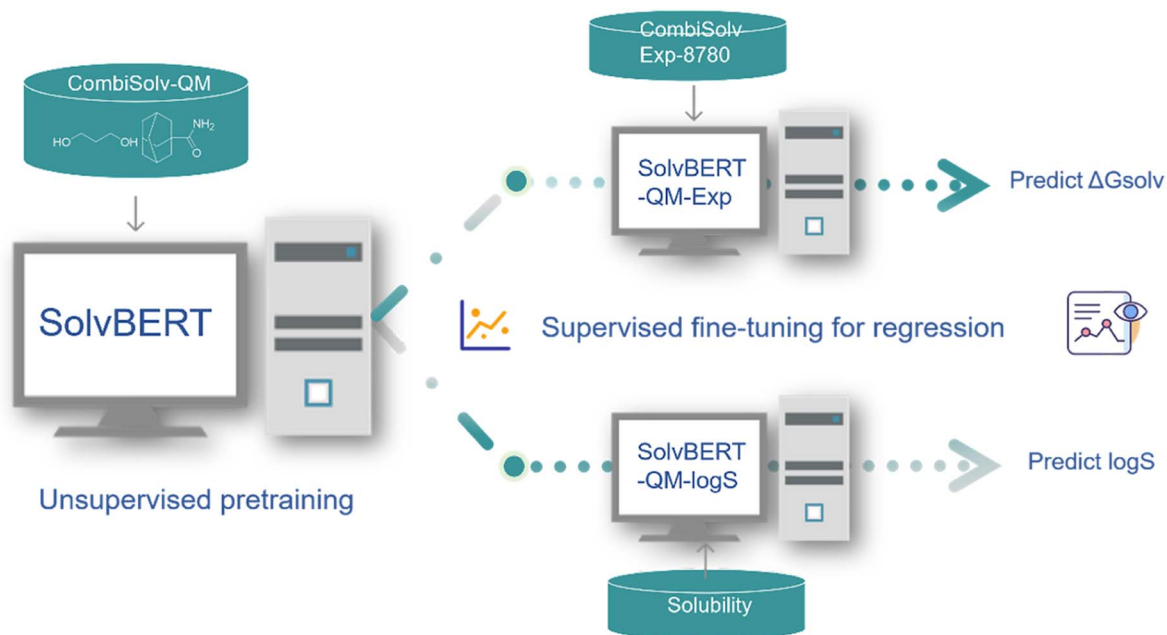 CombiSolv-QM
HO
OH
NH2
O
SolvBERT
Unsupervised pretraining
CombiSolv
Exp-8780
SolvBERT
-QM-Exp
Predict ΔGsolv
Supervised fine-tuning for regression
SolvBERT
-QM-logS
Predict logS
Solubility